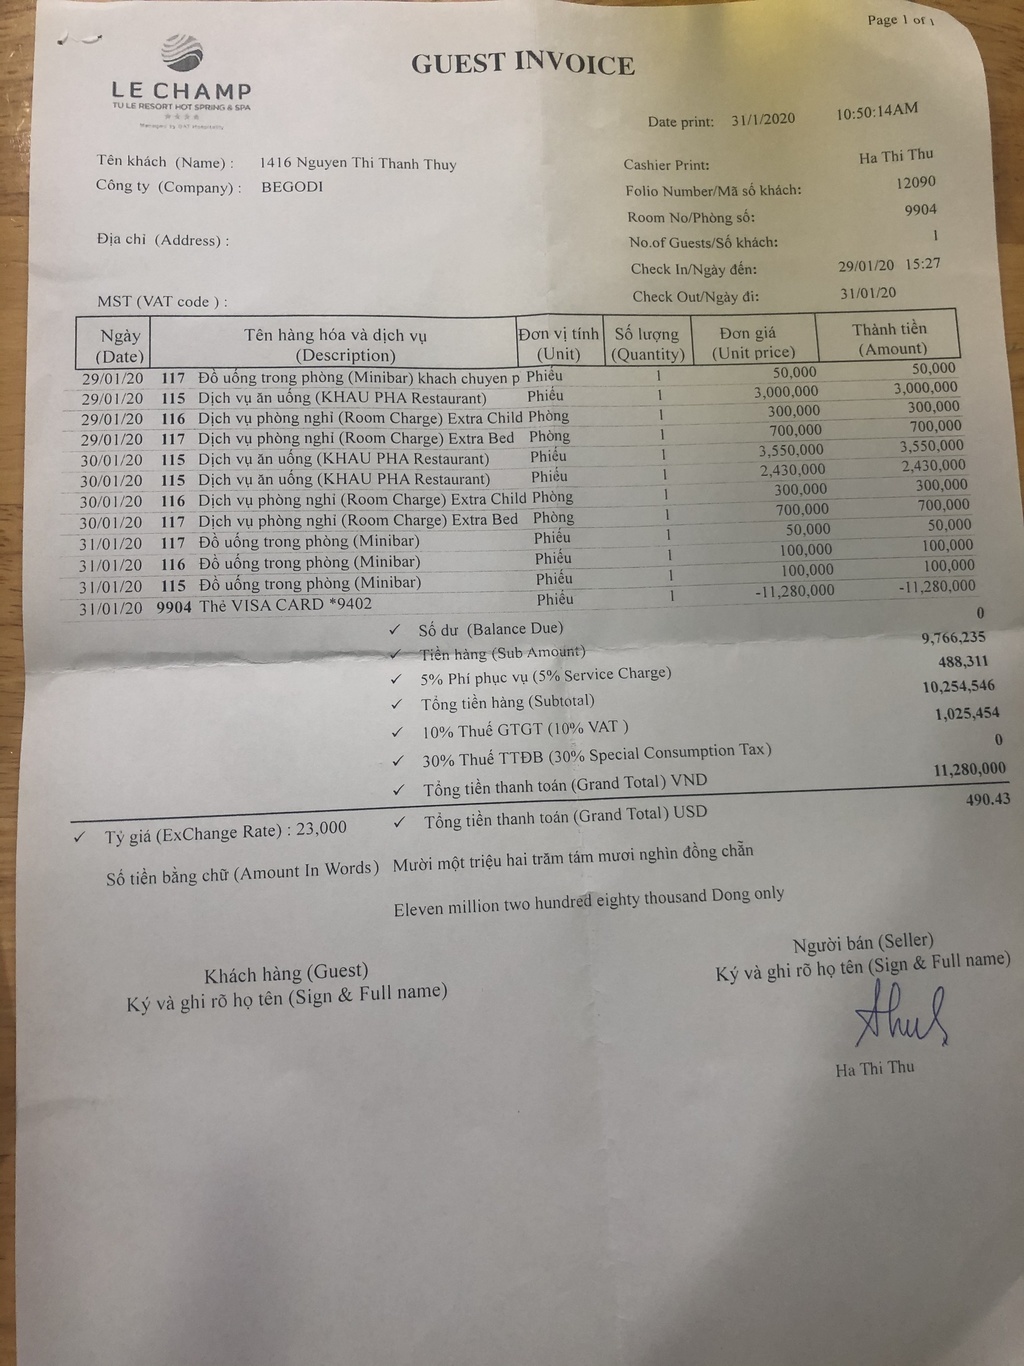 Page 1 of 1
LE CHAMP
TU LE RESORT HOT SPRING & SPA
Managed by
GUEST INVOICE
Date print: 31/1/2020 10:50:14AM
Tên khách (Name) : 1416 Nguyen Thi Thanh Thuy
Cashier Print: Ha Thi Thu
Công ty (Company) : BEGODI
Folio Number/Mã số khách: 12090
Room No/Phòng số: 9904
Địa chỉ (Address) :
No.of Guests/Số khách: 1
Check In/Ngày đến: 29/01/20 15:27
MST (VAT code ) :
Check Out/Ngày đi: 31/01/20
Ngày Tên hàng hóa và dịch vụ Đơn vị tính Số lượng Đơn giá Thành tiền
(Date) (Description) (Unit) (Quantity) (Unit price) (Amount)
29/01/20 117 Đồ uống trong phòng (Minibar) khach chuyen p Phiếu 1 50,000 50,000
29/01/20 115 Dịch vụ ăn uống (KHAU PHA Restaurant) Phiếu 1 3,000,000 3,000,000
29/01/20 116 Dịch vụ phòng nghỉ (Room Charge) Extra Child Phòng 1 300,000 300,000
29/01/20 117 Dịch vụ phòng nghỉ (Room Charge) Extra Bed Phòng 1 700,000 700,000
30/01/20 115 Dịch vụ ăn uống (KHAU PHA Restaurant) Phiếu 1 3,550,000 3,550,000
30/01/20 115 Dịch vụ ăn uống (KHAU PHA Restaurant) Phiếu 1 2,430,000 2,430,000
30/01/20 116 Dịch vụ phòng nghỉ (Room Charge) Extra Child Phòng 1 300,000 300,000
30/01/20 117 Dịch vụ phòng nghỉ (Room Charge) Extra Bed Phòng 1 700,000 700,000
31/01/20 117 Đồ uống trong phòng (Minibar) Phiếu 1 50,000 50,000
31/01/20 116 Đồ uống trong phòng (Minibar) Phiếu 1 100,000 100,000
31/01/20 115 Đồ uống trong phòng (Minibar) Phiếu 1 100,000 100,000
31/01/20 9904 Thẻ VISA CARD *9402 Phiếu 1 -11,280,000 -11,280,000
✓ Số dư (Balance Due) 0
✓ Tiền hàng (Sub Amount) 9,766,235
✓ 5% Phí phục vụ (5% Service Charge) 488,311
✓ Tổng tiền hàng (Subtotal) 10,254,546
✓ 10% Thuế GTGT (10% VAT ) 1,025,454
✓ 30% Thuế TTĐB (30% Special Consumption Tax) 0
✓ Tổng tiền thanh toán (Grand Total) VND 11,280,000
✓ Tỷ giá (ExChange Rate) : 23,000 ✓ Tổng tiền thanh toán (Grand Total) USD 490.43
Số tiền bằng chữ (Amount In Words) Mười một triệu hai trăm tám mươi nghìn đồng chẵn
Eleven million two hundred eighty thousand Dong only
Khách hàng (Guest) Người bán (Seller)
Ký và ghi rõ họ tên (Sign & Full name) Ký và ghi rõ họ tên (Sign & Full name)
Ha Thi Thu